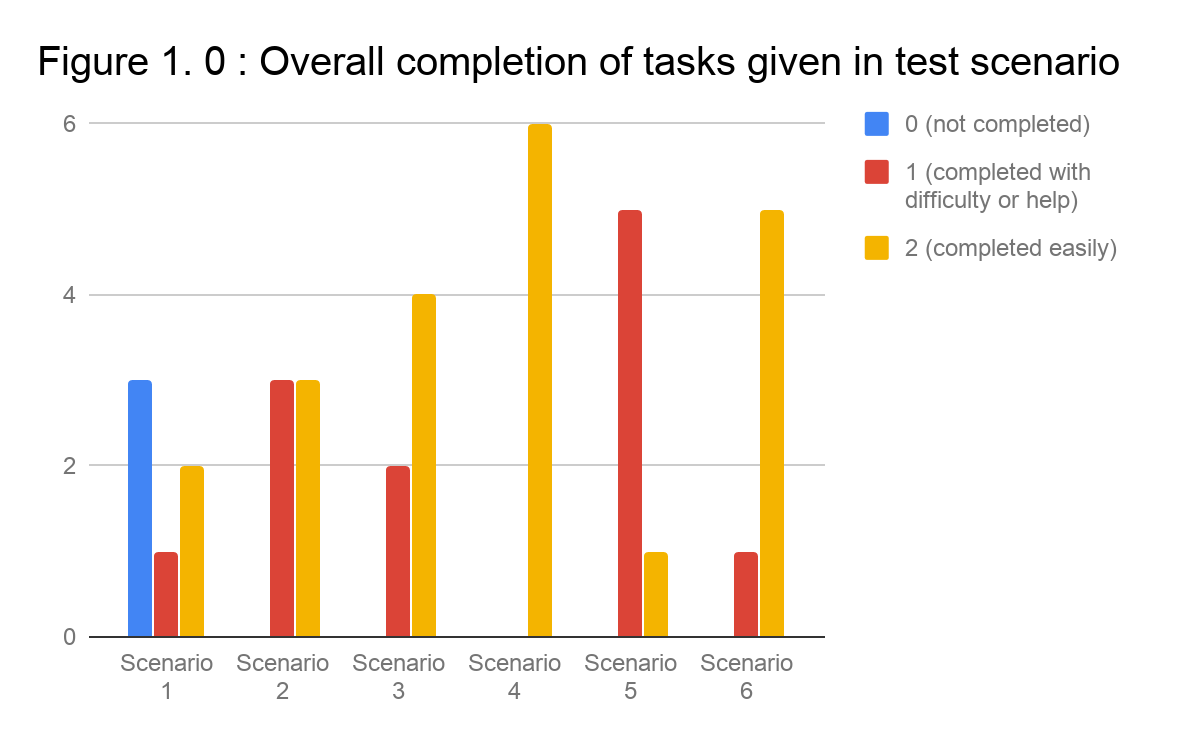 Figure 1. 0 : Overall completion of tasks given in test scenario
6
4
2
0
0 (not completed)
1 (completed with
difficulty or help)
2 (completed easily)
Scenario
1
Scenario
2
Scenario
3
Scenario
4
Scenario
5
Scenario
6